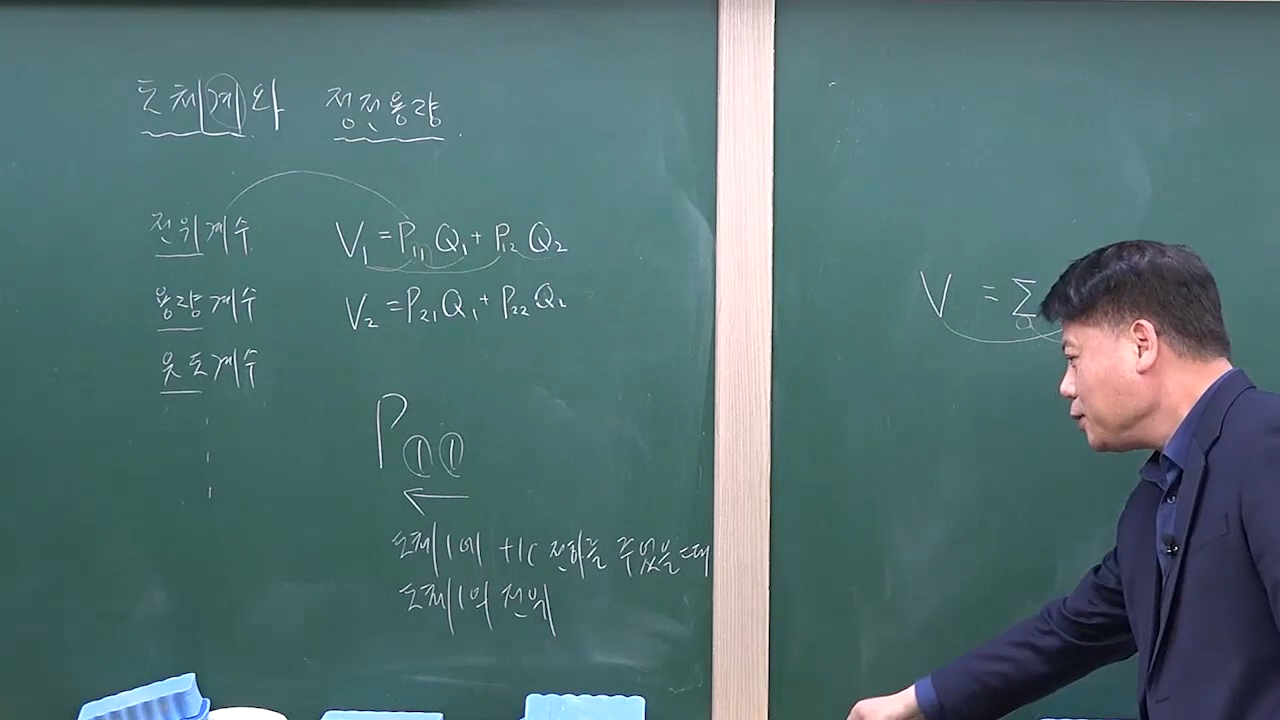 도체계와 정전용량.
전위계수 V₁ = P₁₁Q₁ + P₁₂Q₂
용량계수 V₂ = P₂₁Q₁ + P₂₂Q₂
유도계수
P₁₁
←
도체1에 +1C 전하를 주었을 때
도체1의 전위
V = Σ